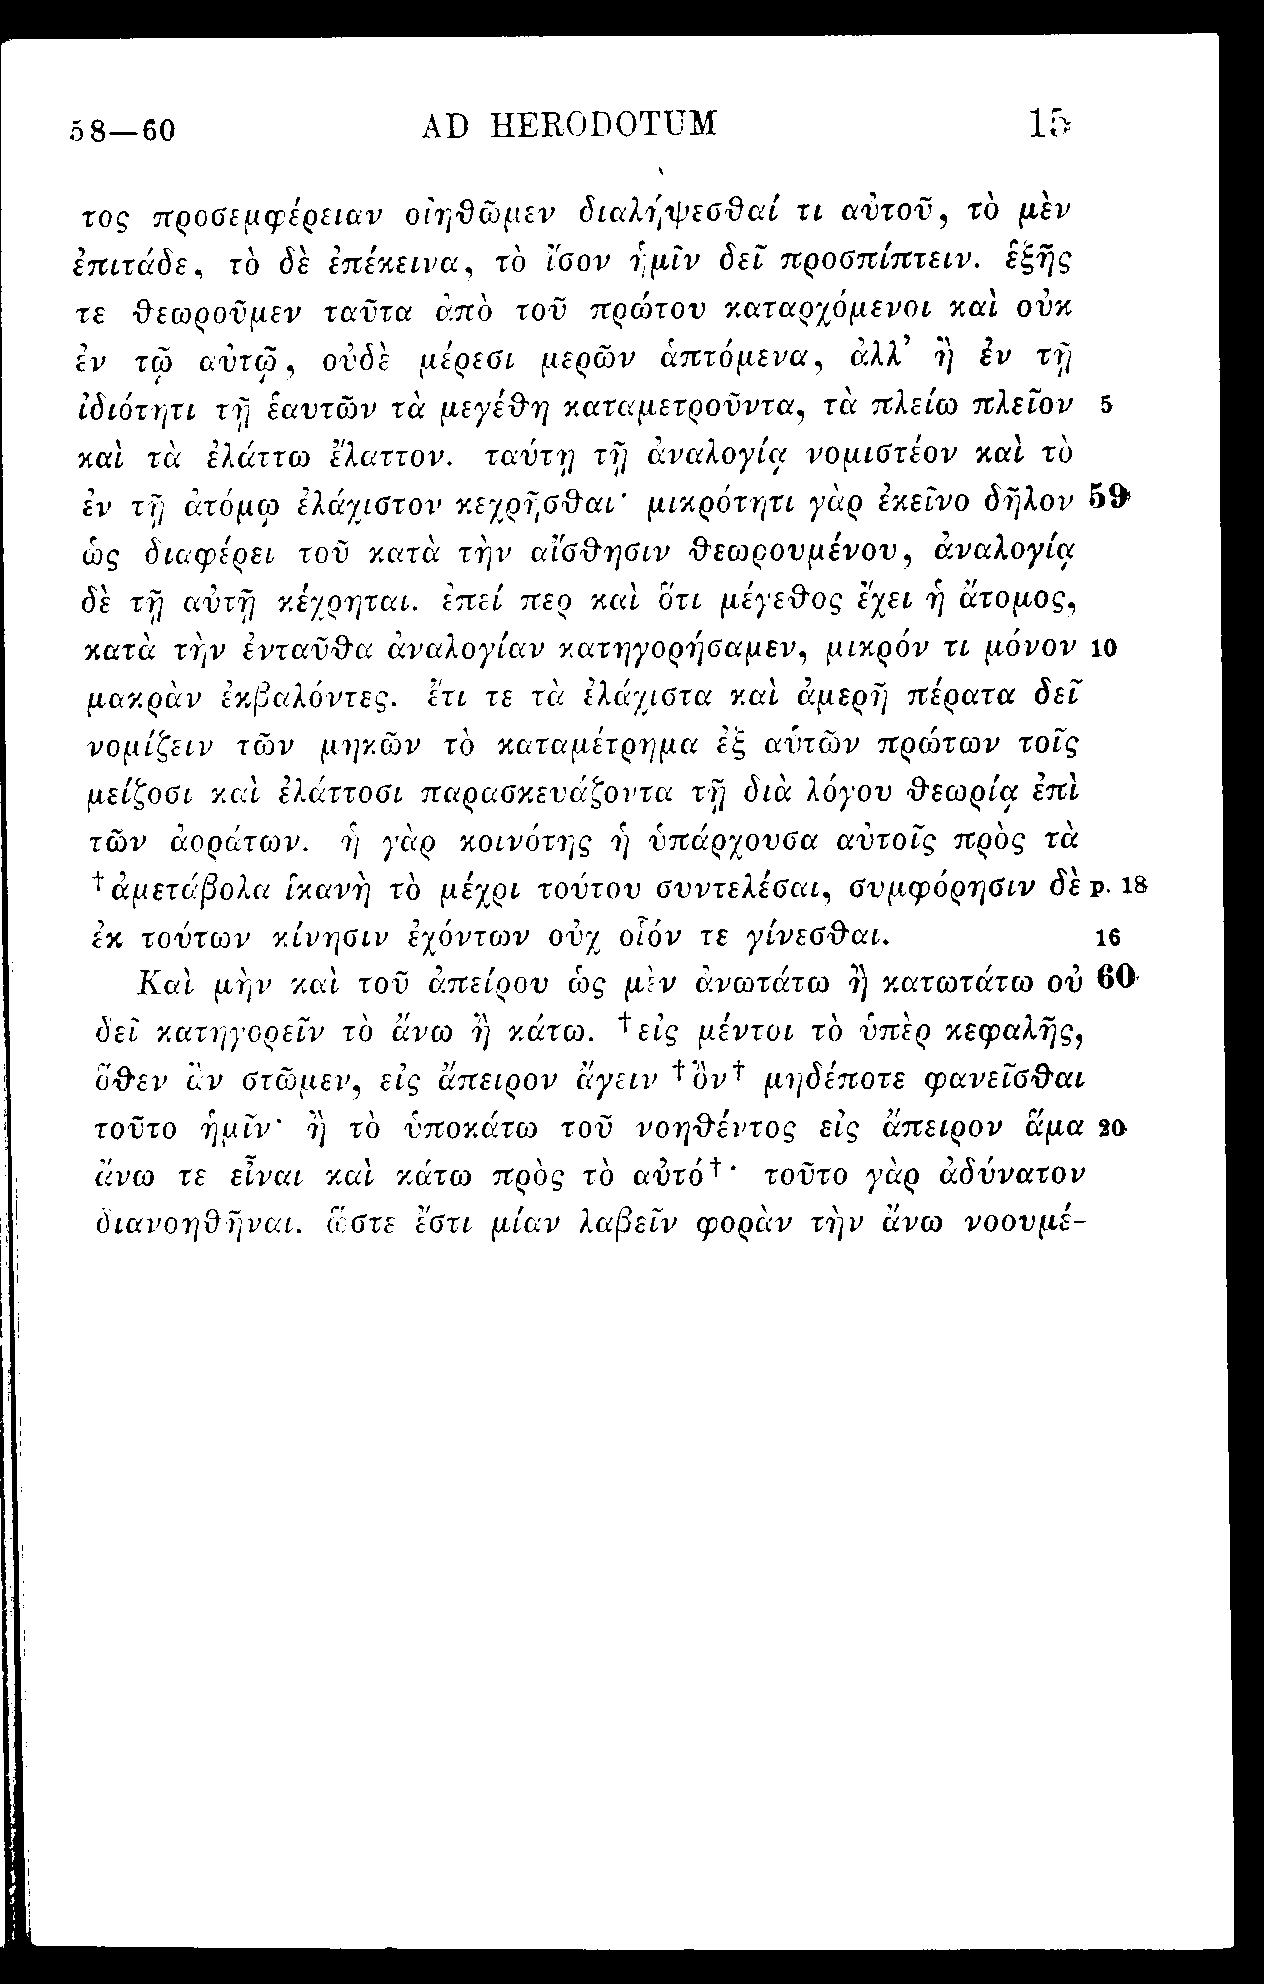 58—60 AD HERODOTUM 15
τος προσεμφέρειαν οἰηθῶμεν διαλήψεσθαί τι αὐτοῦ, τὸ μὲν
ἐπιτάδε, τὸ δὲ ἐπέκεινα, τὸ ἴσον ἡμῖν δεῖ προσπίπτειν. ἑξῆς
τε θεωροῦμεν ταῦτα ἀπὸ τοῦ πρώτου καταρχόμενοι καὶ οὐκ
ἐν τῷ αὐτῷ, οὐδὲ μέρεσι μερῶν ἁπτόμενα, ἀλλ’ ἢ ἐν τῇ
ἰδιότητι τῇ ἑαυτῶν τὰ μεγέθη καταμετροῦντα, τὰ πλείω πλεῖον 5
καὶ τὰ ἐλάττω ἔλαττον. ταύτῃ τῇ ἀναλογίᾳ νομιστέον καὶ τὸ
ἐν τῇ ἀτόμῳ ἐλάχιστον κεχρῆσθαι· μικρότητι γὰρ ἐκεῖνο δῆλον 59
ὡς διαφέρει τοῦ κατὰ τὴν αἴσθησιν θεωρουμένου, ἀναλογίᾳ
δὲ τῇ αὐτῇ κέχρηται. ἐπεί περ καὶ ὅτι μέγεθος ἔχει ἡ ἄτομος,
κατὰ τὴν ἐνταῦθα ἀναλογίαν κατηγορήσαμεν, μικρόν τι μόνον 10
μακρὰν ἐκβαλόντες. ἔτι τε τὰ ἐλάχιστα καὶ ἀμερῆ πέρατα δεῖ
νομίζειν τῶν μηκῶν τὸ καταμέτρημα ἐξ αὑτῶν πρώτων τοῖς
μείζοσι καὶ ἐλάττοσι παρασκευάζοντα τῇ διὰ λόγου θεωρίᾳ ἐπὶ
τῶν ἀοράτων. ἡ γὰρ κοινότης ἡ ὑπάρχουσα αὐτοῖς πρὸς τὰ
†ἀμετάβολα ἱκανὴ τὸ μέχρι τούτου συντελέσαι, συμφόρησιν δὲ p. 18
ἐκ τούτων κίνησιν ἐχόντων οὐχ οἷόν τε γίνεσθαι. 16
Καὶ μὴν καὶ τοῦ ἀπείρου ὡς μὲν ἀνωτάτω ἢ κατωτάτω οὐ 60
δεῖ κατηγορεῖν τὸ ἄνω ἢ κάτω. †εἰς μέντοι τὸ ὑπὲρ κεφαλῆς,
ὅθεν ἂν στῶμεν, εἰς ἄπειρον ἄγειν †ὂν† μηδέποτε φανεῖσθαι
τοῦτο ἡμῖν· ἢ τὸ ὑποκάτω τοῦ νοηθέντος εἰς ἄπειρον ἅμα 20
ἄνω τε εἶναι καὶ κάτω πρὸς τὸ αὐτό†· τοῦτο γὰρ ἀδύνατον
διανοηθῆναι. ὥστε ἔστι μίαν λαβεῖν φορὰν τὴν ἄνω νοουμέ-